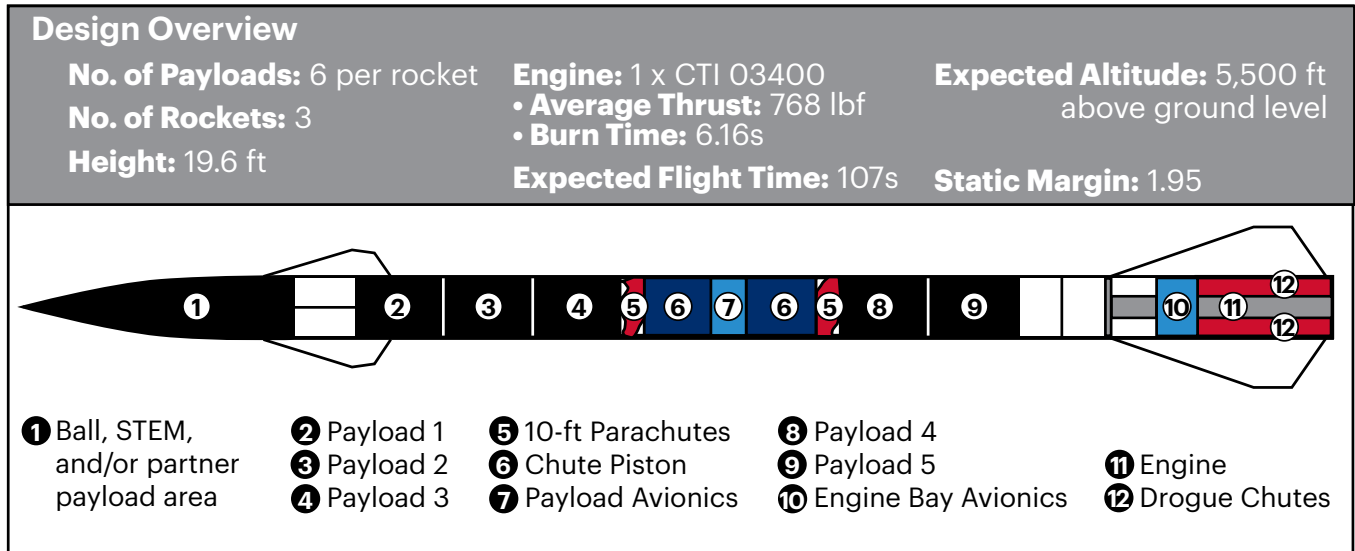 Design Overview
No. of Payloads: 6 per rocket
No. of Rockets: 3
Height: 19.6 ft
Engine: 1 x CTI 03400
• Average Thrust: 768 lbf
• Burn Time: 6.16s
Expected Flight Time: 107s
Expected Altitude: 5,500 ft
above ground level
Static Margin: 1.95
1 2 3 4 5 6 7 6 5 8 9 10 11 12 12
1 Ball, STEM,
and/or partner
payload area
2 Payload 1
3 Payload 2
4 Payload 3
5 10-ft Parachutes
6 Chute Piston
7 Payload Avionics
8 Payload 4
9 Payload 5
10 Engine Bay Avionics
11 Engine
12 Drogue Chutes